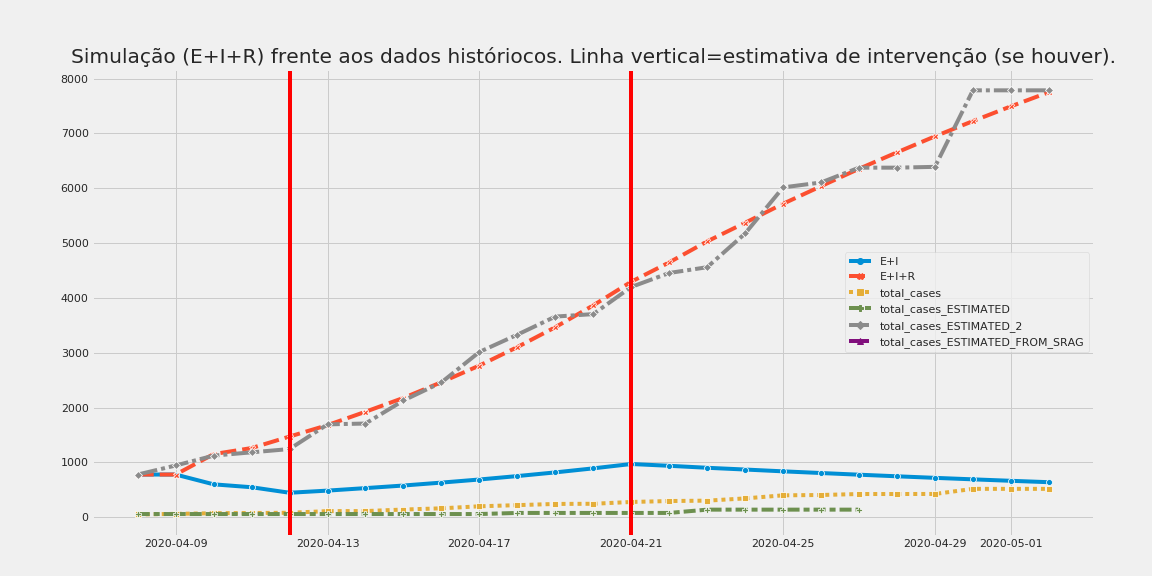 Simulação (E+I+R) frente aos dados históriocos. Linha vertical=estimativa de intervenção (se houver).
8000
7000
6000
5000
4000
3000
2000
1000
0
E+I
E+I+R
total_cases
total_cases_ESTIMATED
total_cases_ESTIMATED_2
total_cases_ESTIMATED_FROM_SRAG
2020-04-09 2020-04-13 2020-04-17 2020-04-21 2020-04-25 2020-04-29 2020-05-01